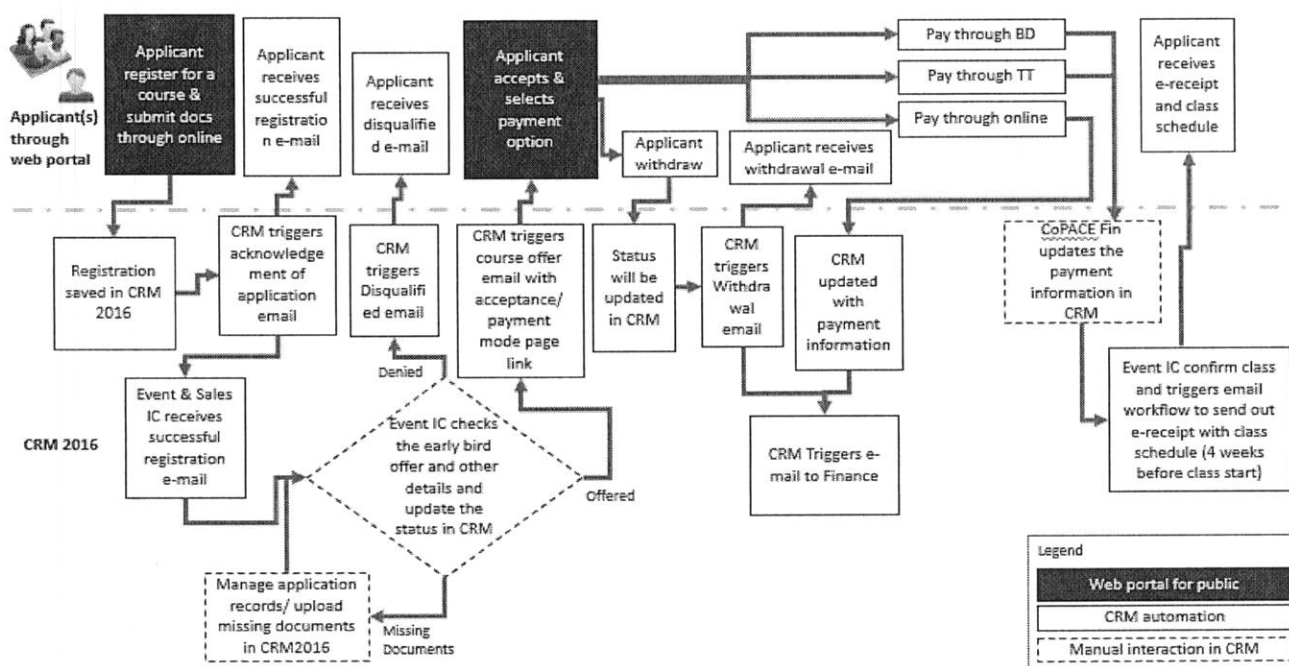 Applicant(s)
through
web portal
Applicant
register for a
course &
submit docs
through online
Applicant
receives
successful
registratio
n e-mail
Applicant
receives
disqualifie
d e-mail
Applicant
accepts &
selects
payment
option
Applicant
withdraw
Applicant receives
withdrawal e-mail
Pay through BD
Pay through TT
Pay through online
Applicant
receives
e-receipt
and class
schedule
Registration
saved in CRM
2016
CRM triggers
acknowledge
ment of
application
email
CRM
triggers
Disqualifi
ed email
CRM triggers
course offer
email with
acceptance/
payment
mode page
link
Status
will be
updated
in CRM
CRM
triggers
Withdra
wal
email
CRM
updated
with
payment
information
CoPACE Fin
updates the
payment
information in
CRM
Denied
CRM 2016
Event & Sales
IC receives
successful
registration
e-mail
Event IC checks
the early bird
offer and other
details and
update the
status in CRM
Offered
CRM Triggers e-
mail to Finance
Event IC confirm class
and triggers email
workflow to send out
e-receipt with class
schedule (4 weeks
before class start)
Manage application
records/ upload
missing documents
in CRM2016
Missing
Documents
Legend
Web portal for public
CRM automation
Manual interaction in CRM